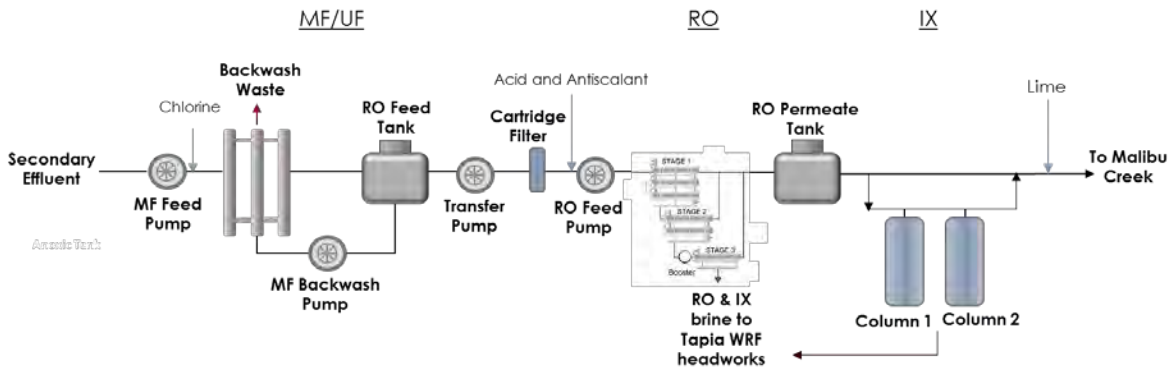 MF/UF
RO
IX
Chlorine
Backwash
Waste
RO Feed
Tank
Acid and Antiscalant
Cartridge
Filter
RO Permeate
Tank
Lime
Secondary
Effluent
MF Feed
Pump
Transfer
Pump
RO Feed
Pump
STAGE 1
STAGE 2
STAGE 3
Booster
To Malibu
Creek
Anoxic Tank
MF Backwash
Pump
RO & IX
brine to
Tapia WRF
headworks
Column 1
Column 2